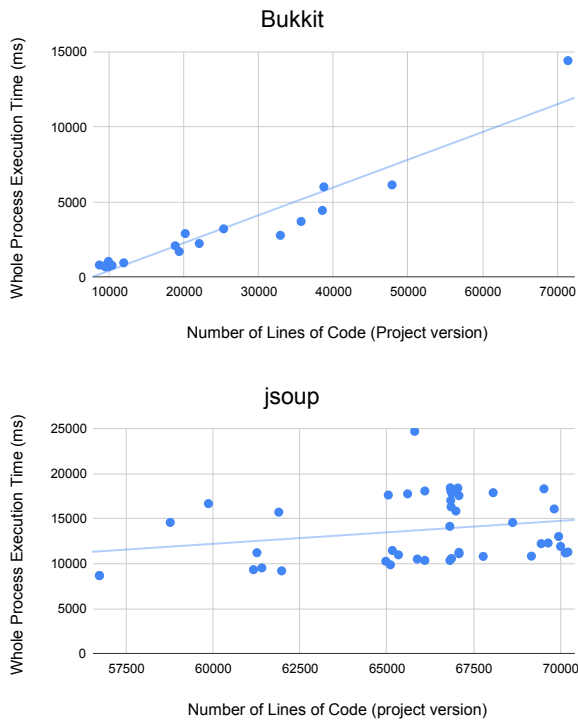 Bukkit
Whole Process Execution Time (ms)
15000
10000
5000
0
10000 20000 30000 40000 50000 60000 70000
Number of Lines of Code (Project version)
jsoup
Whole Process Execution Time (ms)
25000
20000
15000
10000
5000
0
57500 60000 62500 65000 67500 70000
Number of Lines of Code (project version)